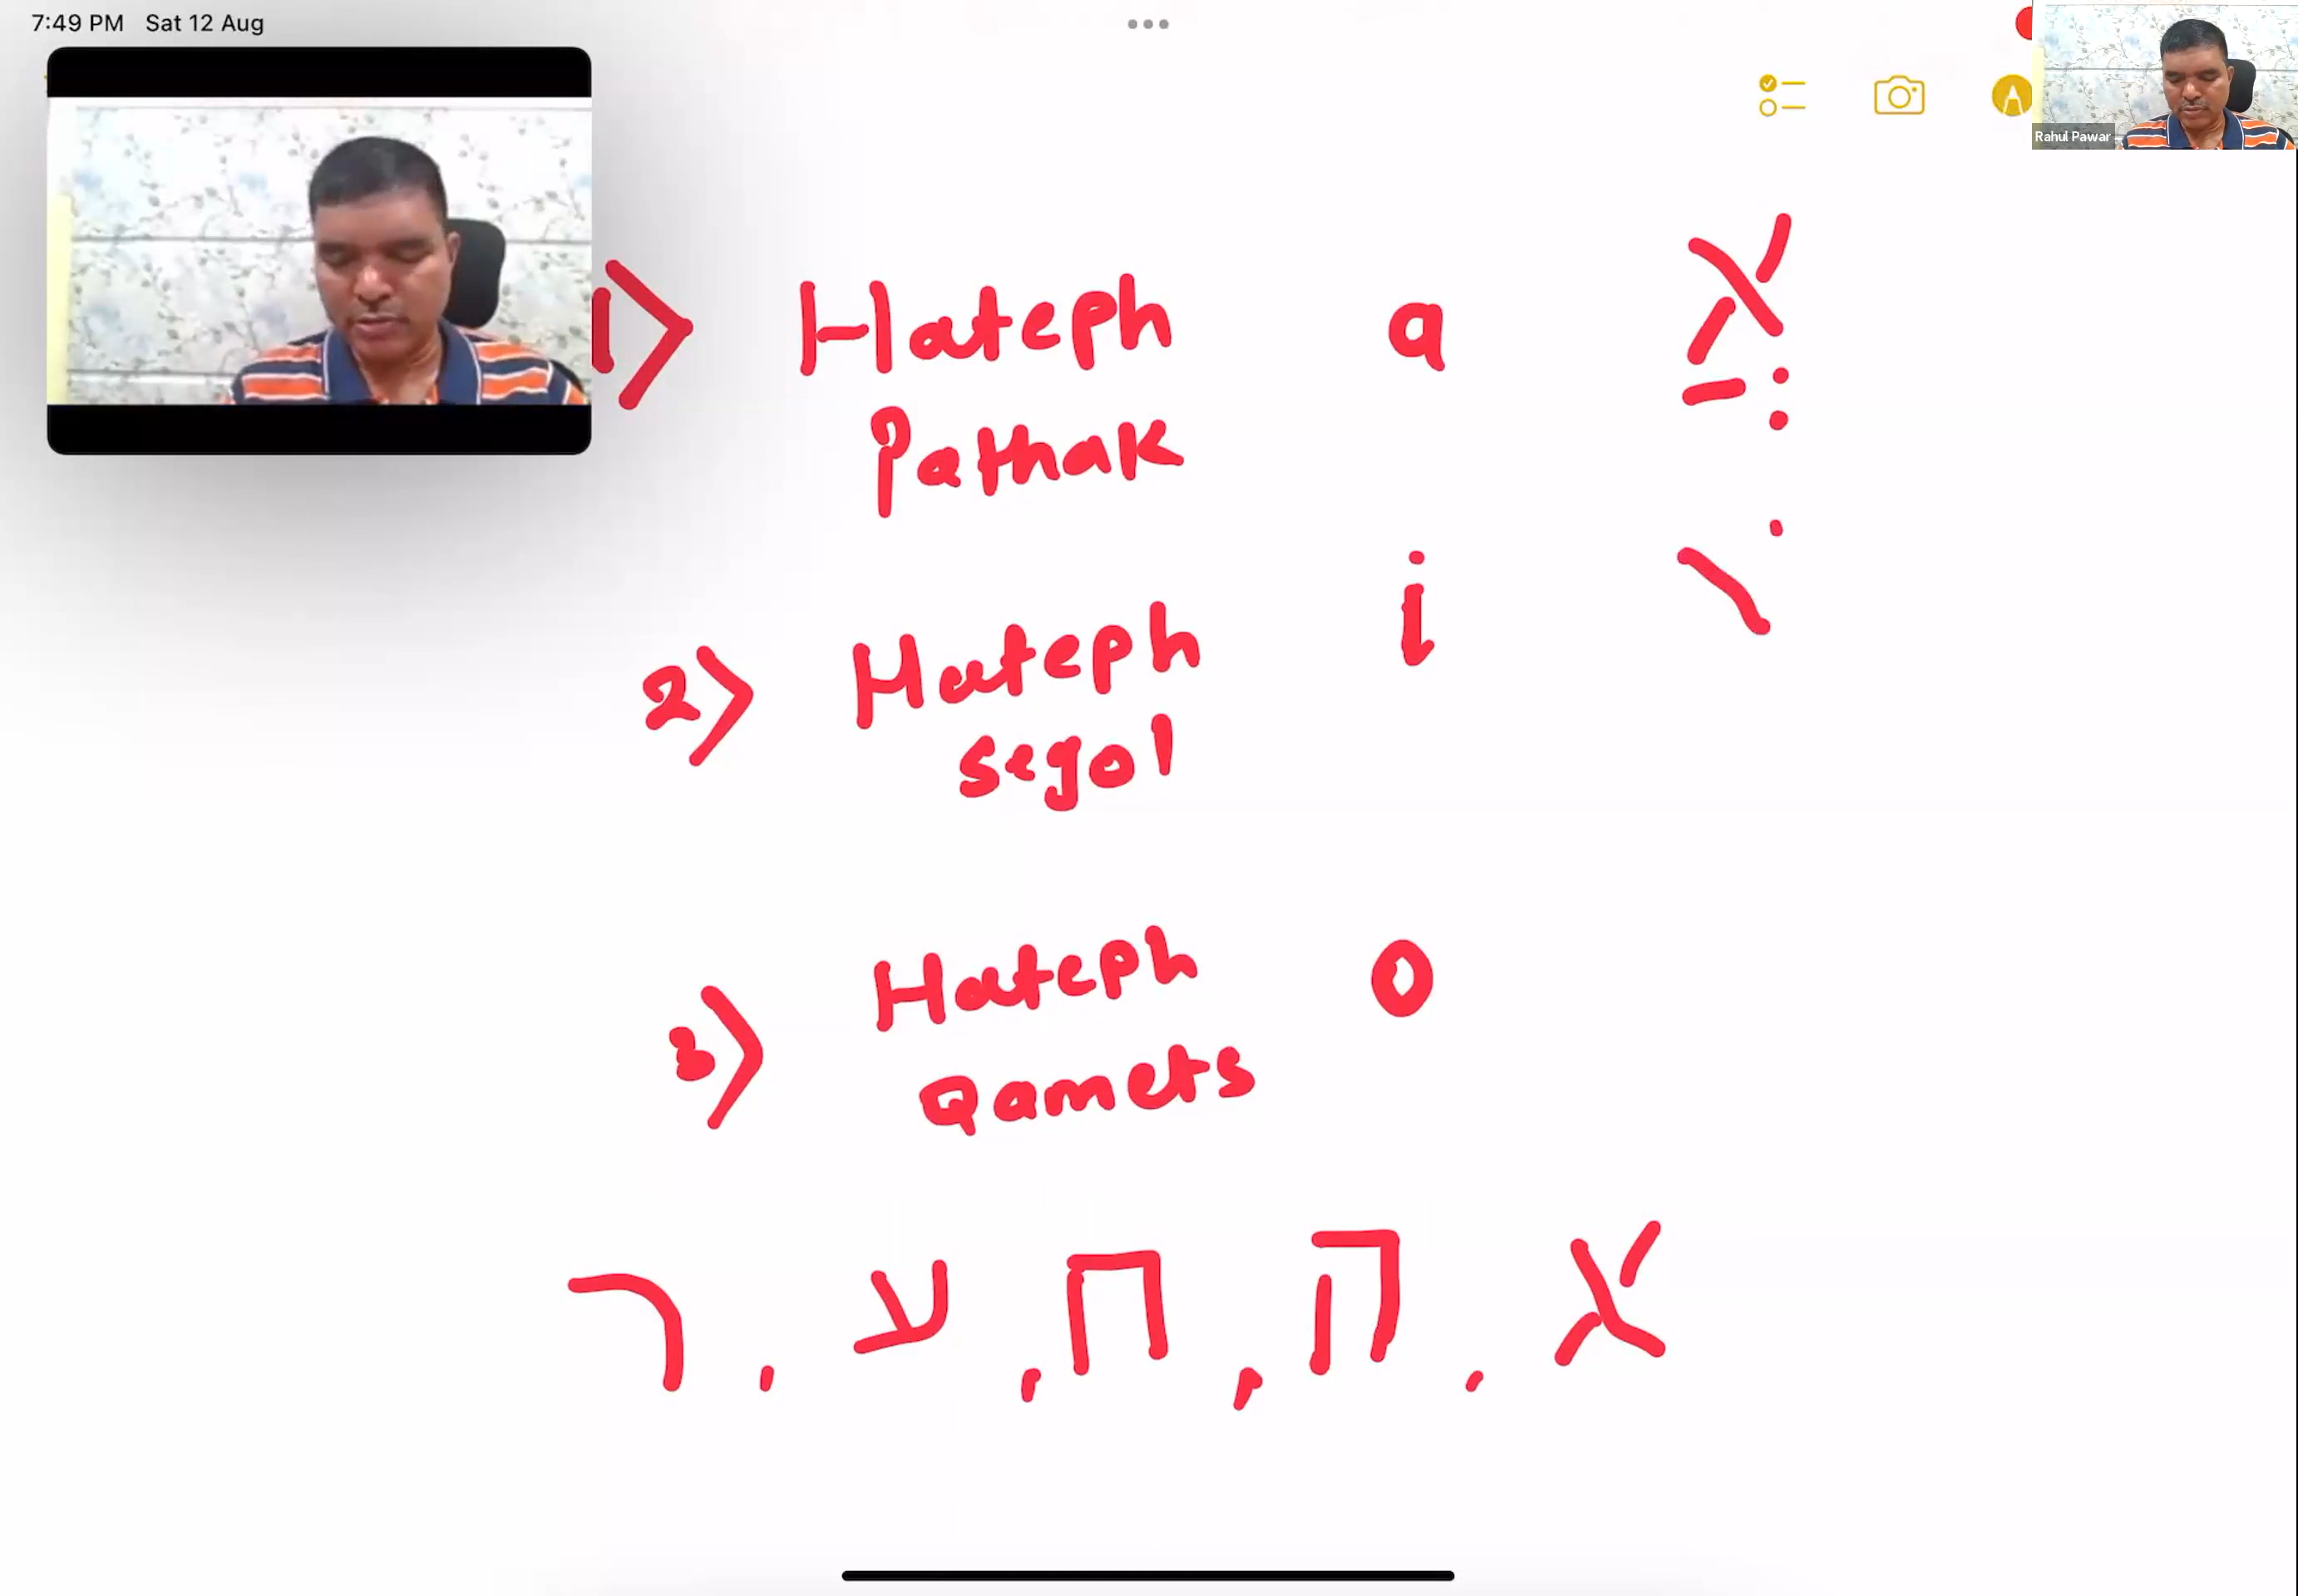 7:49 PM Sat 12 Aug
Rahul Pawar
1> Hateph a אֲ
Pathak
2> Hateph i
segol
3> Hateph o
Qamets
ר, ע, ח, ה, א